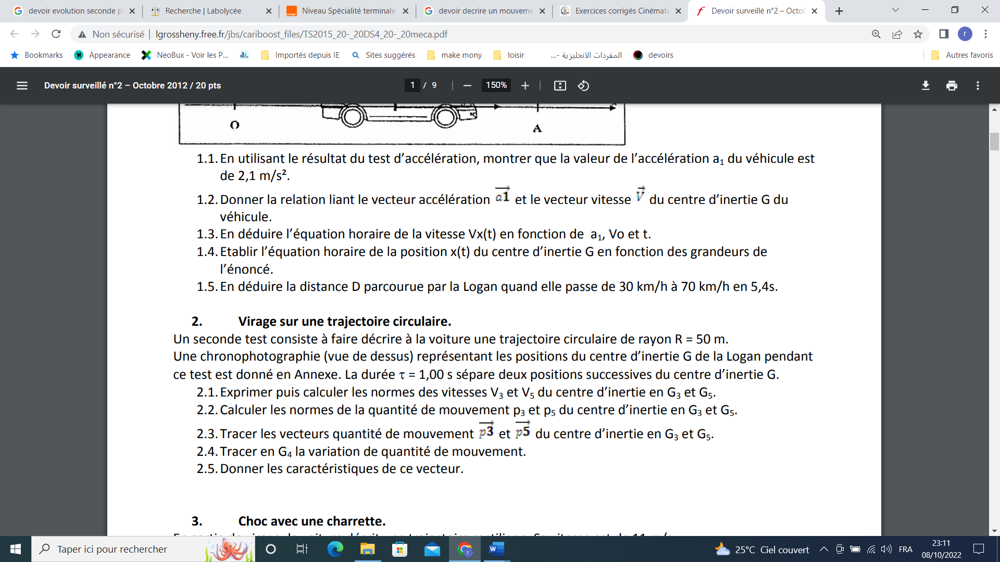 devoir evolution seconde p
Recherche | Labolycée
Niveau Spécialité terminale
devoir decrire un mouveme
Exercices corrigés Cinémati
Devoir surveillé n°2 – Octob
Non sécurisé | lgrossheny.free.fr/jbs/cariboost_files/TS2015_20-_20DS4_20-_20meca.pdf
r
Bookmarks
Appearance
NeoBux - Voir les P...
Importés depuis IE
Sites suggérés
make mony
loisir
المفردات الانجليزية -...
devoirs
Autres favoris
Devoir surveillé n°2 – Octobre 2012 / 20 pts
1 / 9
150%
O
A
1.1. En utilisant le résultat du test d’accélération, montrer que la valeur de l’accélération a₁ du véhicule est
de 2,1 m/s².
1.2. Donner la relation liant le vecteur accélération a1 et le vecteur vitesse V du centre d’inertie G du
véhicule.
1.3. En déduire l’équation horaire de la vitesse Vx(t) en fonction de a₁, Vo et t.
1.4. Etablir l’équation horaire de la position x(t) du centre d’inertie G en fonction des grandeurs de
l’énoncé.
1.5. En déduire la distance D parcourue par la Logan quand elle passe de 30 km/h à 70 km/h en 5,4s.
2. Virage sur une trajectoire circulaire.
Un seconde test consiste à faire décrire à la voiture une trajectoire circulaire de rayon R = 50 m.
Une chronophotographie (vue de dessus) représentant les positions du centre d’inertie G de la Logan pendant
ce test est donné en Annexe. La durée τ = 1,00 s sépare deux positions successives du centre d’inertie G.
2.1. Exprimer puis calculer les normes des vitesses V₃ et V₅ du centre d’inertie en G₃ et G₅.
2.2. Calculer les normes de la quantité de mouvement p₃ et p₅ du centre d’inertie en G₃ et G₅.
2.3. Tracer les vecteurs quantité de mouvement p3 et p5 du centre d’inertie en G₃ et G₅.
2.4. Tracer en G₄ la variation de quantité de mouvement.
2.5. Donner les caractéristiques de ce vecteur.
3. Choc avec une charrette.
Taper ici pour rechercher
25°C Ciel couvert
FRA
23:11
08/10/2022